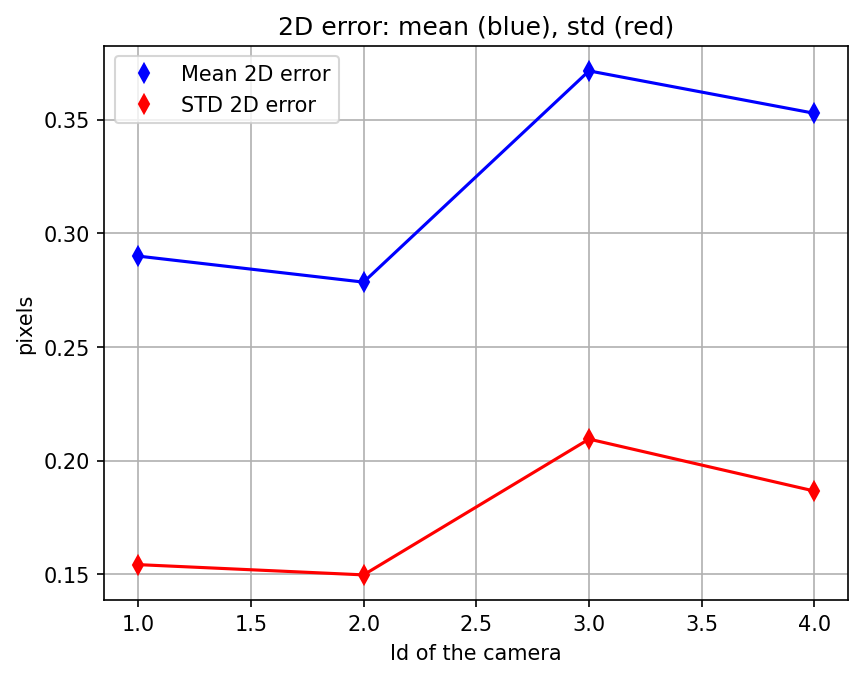 2D error: mean (blue), std (red)
Mean 2D error
STD 2D error
pixels
0.35
0.30
0.25
0.20
0.15
1.0 1.5 2.0 2.5 3.0 3.5 4.0
Id of the camera